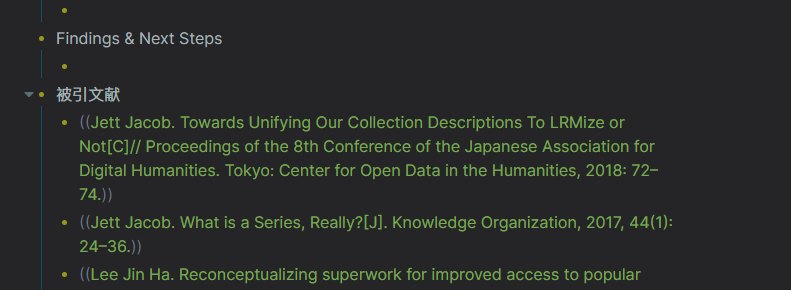 Findings & Next Steps
被引文献
((Jett Jacob. Towards Unifying Our Collection Descriptions To LRMize or
Not[C]// Proceedings of the 8th Conference of the Japanese Association for
Digital Humanities. Tokyo: Center for Open Data in the Humanities, 2018: 72–
74.))
((Jett Jacob. What is a Series, Really?[J]. Knowledge Organization, 2017, 44(1):
24–36.))
((Lee Jin Ha. Reconceptualizing superwork for improved access to popular